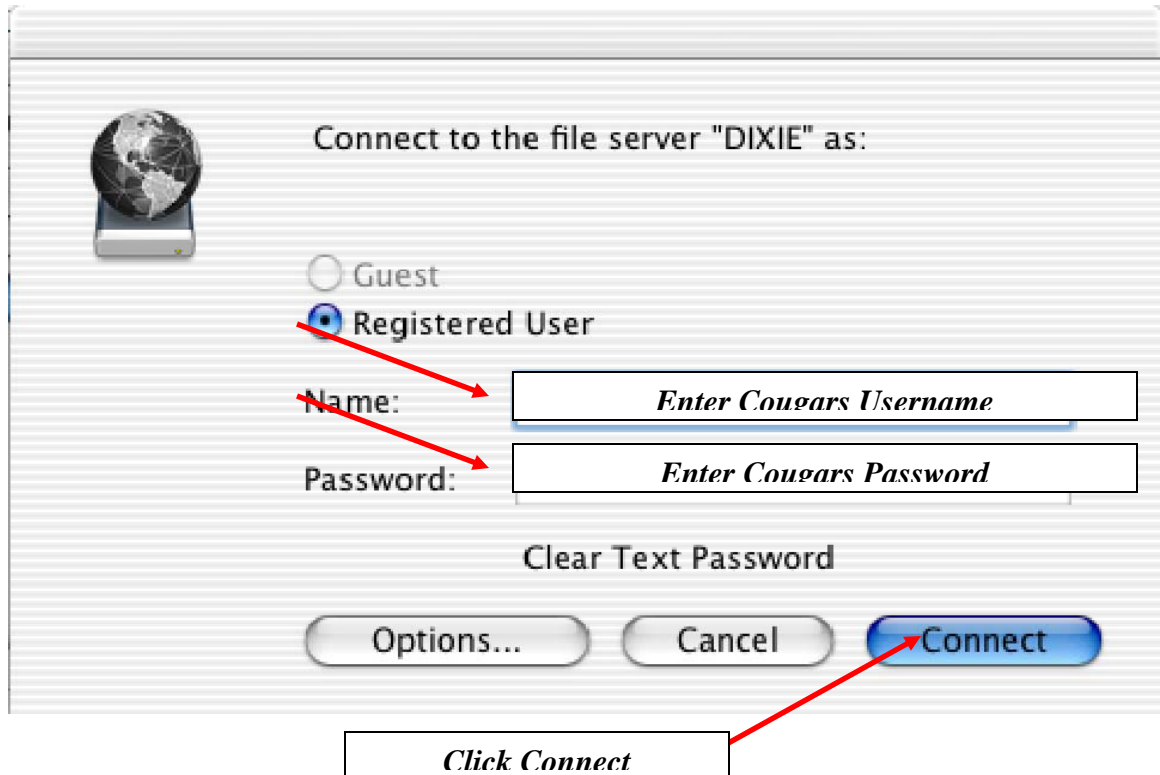 Connect to the file server "DIXIE" as:
Guest
Registered User
Name:
Enter Cougars Username
Password:
Enter Cougars Password
Clear Text Password
Options...
Cancel
Connect
Click Connect